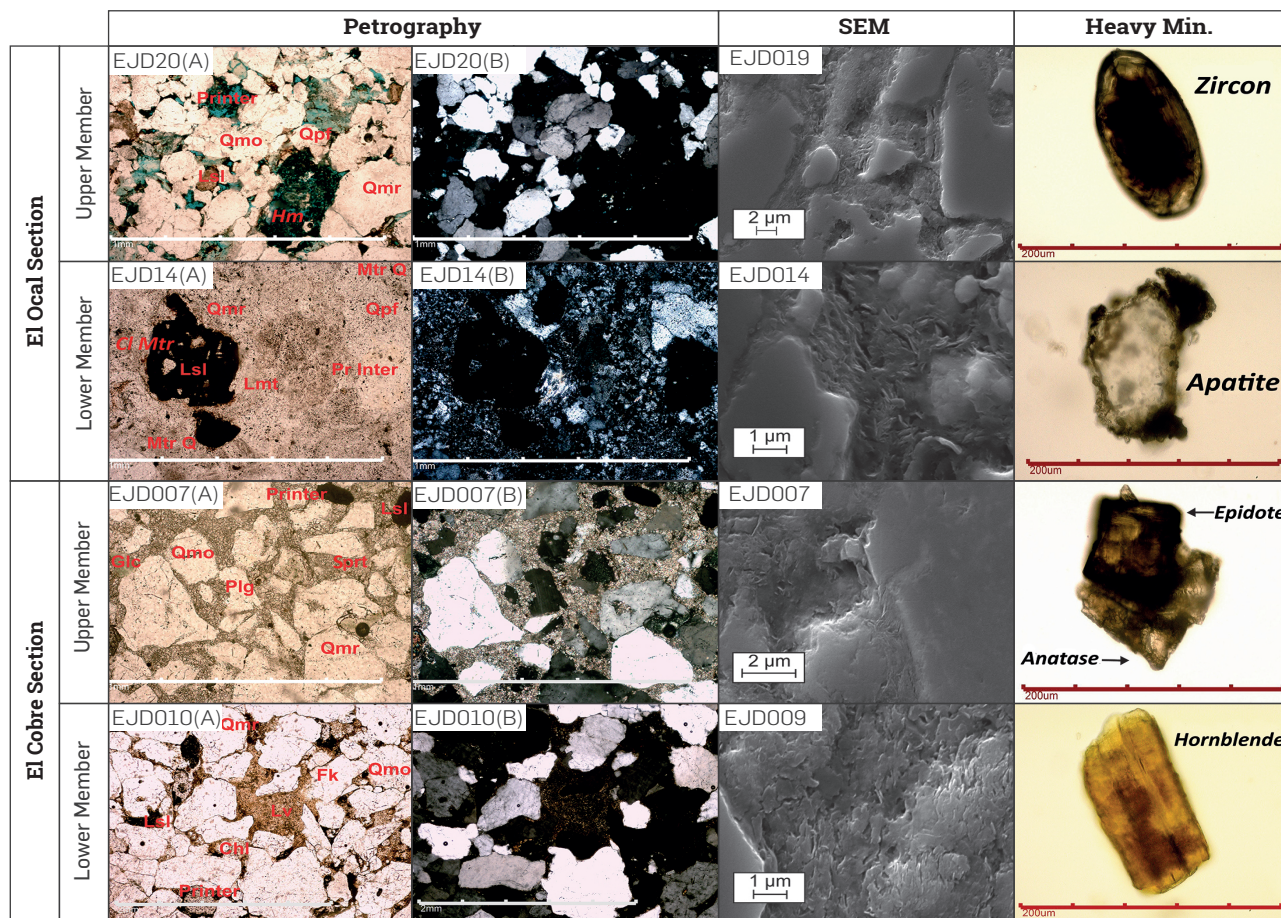 Petrography
SEM
Heavy Min.
El Ocal Section
Upper Member
EJD20(A)
Printer
Qmo
Qpf
Lsl
Qmr
Hm
1mm
EJD20(B)
1mm
EJD019
2 µm
Zircon
200um
Lower Member
EJD14(A)
Mtr Q
Qmr
Qpf
Cl Mtr
Lsl
Lmt
Pr Inter
Mtr Q
1mm
EJD14(B)
1mm
EJD014
1 µm
Apatite
200um
El Cobre Section
Upper Member
EJD007(A)
Printer
Lsl
Qmo
Glc
Sprt
Plg
Qmr
1mm
EJD007(B)
1mm
EJD007
2 µm
Epidote
Anatase
200um
Lower Member
EJD010(A)
Qmr
Fk
Qmo
Lv
Lsl
Chl
Printer
EJD010(B)
2mm
EJD009
1 µm
Hornblende
200um